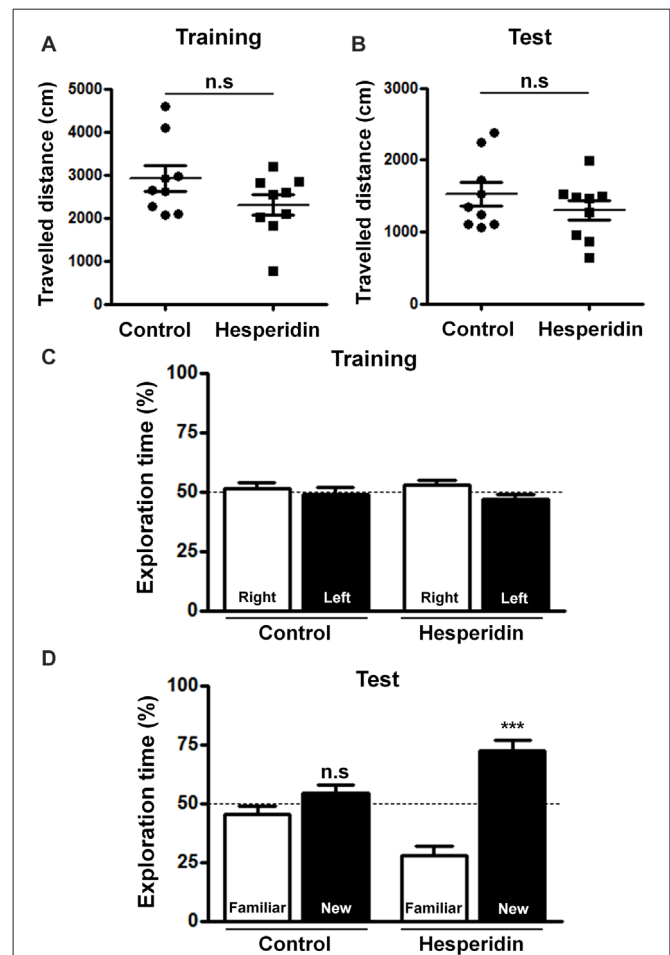 A
Training
B
Test
n.s
n.s
Travelled distance (cm)
5000
4000
3000
2000
1000
0
Control
Hesperidin
Travelled distance (cm)
3000
2000
1000
0
Control
Hesperidin
C
Training
Exploration time (%)
100
75
50
25
0
Right
Left
Right
Left
Control
Hesperidin
D
Test
Exploration time (%)
100
75
50
25
0
n.s
***
Familiar
New
Familiar
New
Control
Hesperidin